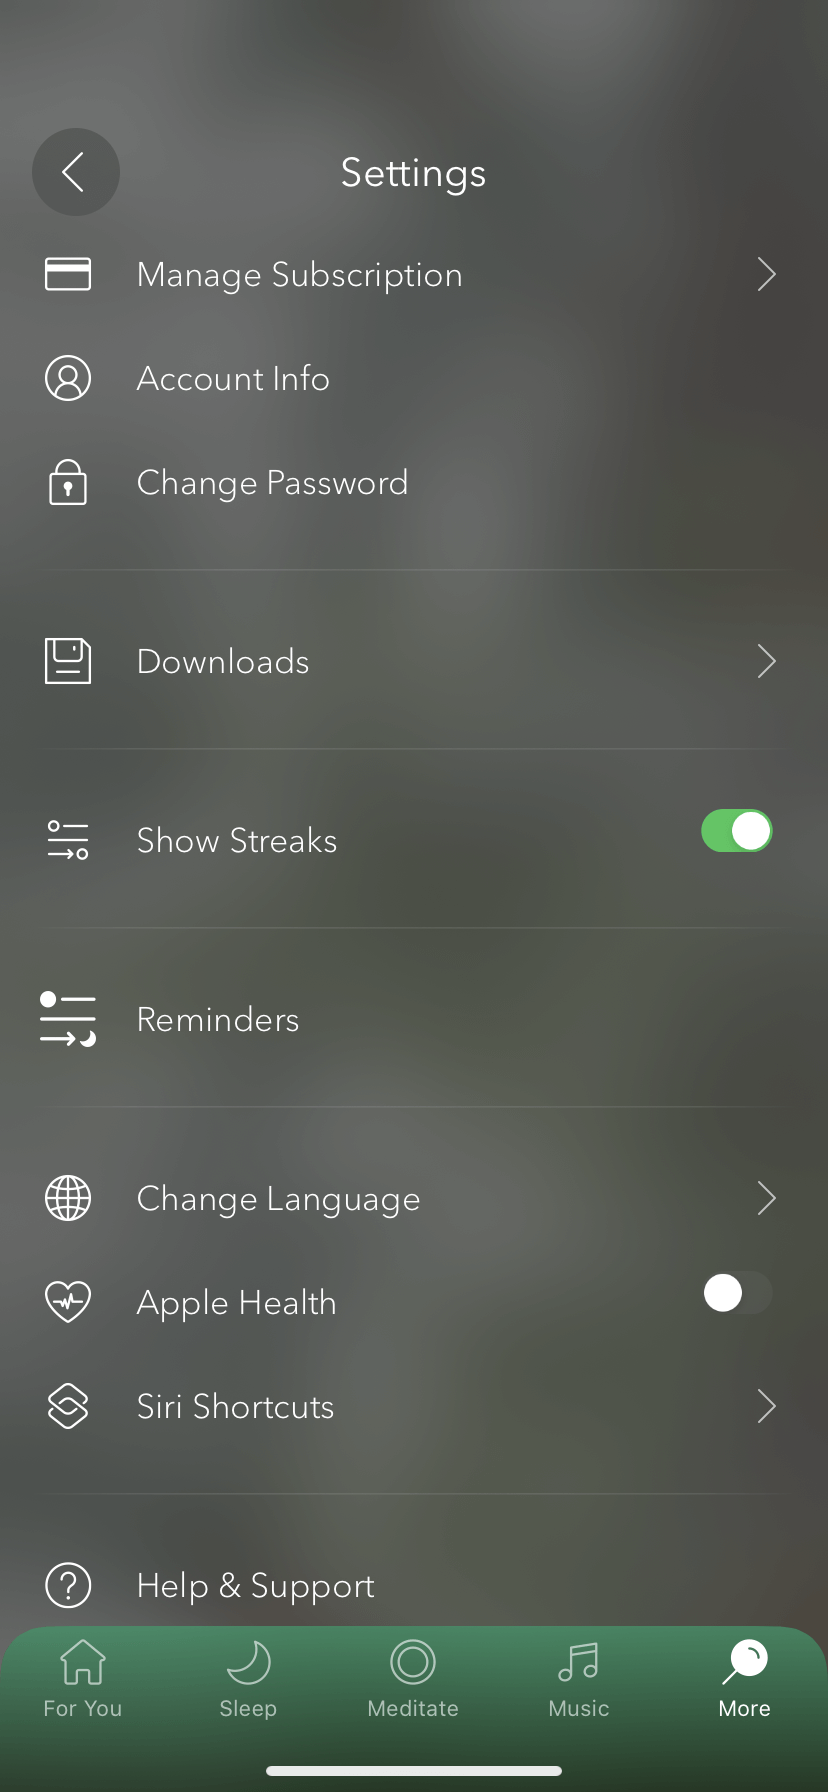 Settings
Manage Subscription
Account Info
Change Password
Downloads
Show Streaks
Reminders
Change Language
Apple Health
Siri Shortcuts
Help & Support
For You
Sleep
Meditate
Music
More